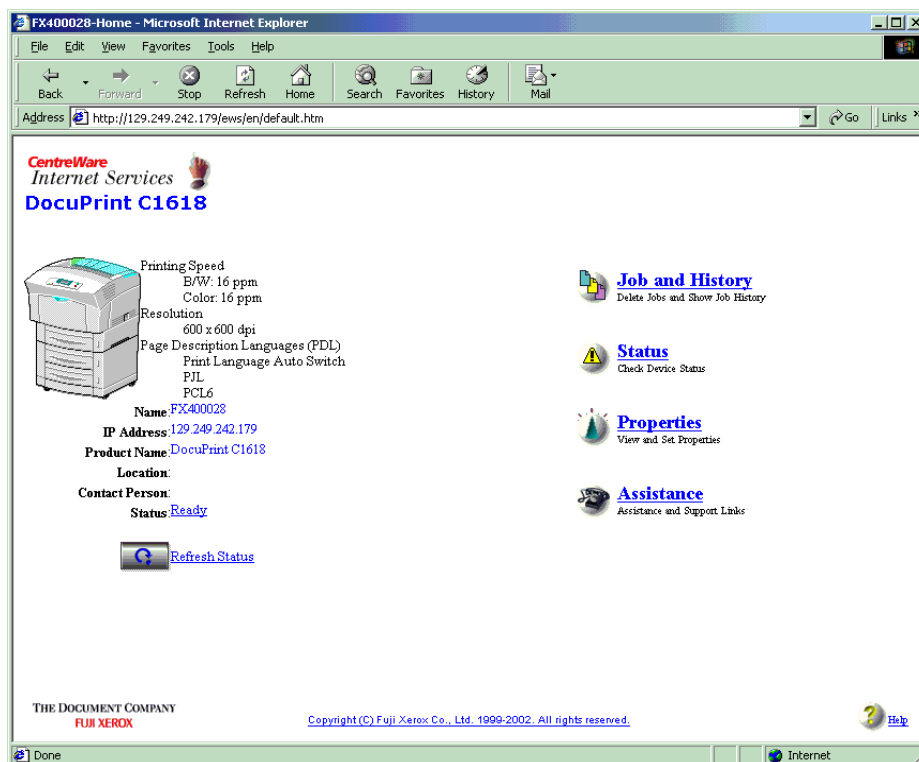 FX400028-Home - Microsoft Internet Explorer
File Edit View Favorites Tools Help
Back Forward Stop Refresh Home Search Favorites History Mail
Address http://129.249.242.179/ews/en/default.htm Go Links »
CentreWare
Internet Services
DocuPrint C1618
Printing Speed
B/W: 16 ppm
Color: 16 ppm
Resolution
600 x 600 dpi
Page Description Languages (PDL)
Print Language Auto Switch
PJL
PCL6
Name:FX400028
IP Address:129.249.242.179
Product Name:DocuPrint C1618
Location:
Contact Person:
Status:Ready
Refresh Status
Job and History
Delete Jobs and Show Job History
Status
Check Device Status
Properties
View and Set Properties
Assistance
Assistance and Support Links
THE DOCUMENT COMPANY
FUJI XEROX
Copyright (C) Fuji Xerox Co., Ltd. 1999-2002. All rights reserved.
Help
Done Internet